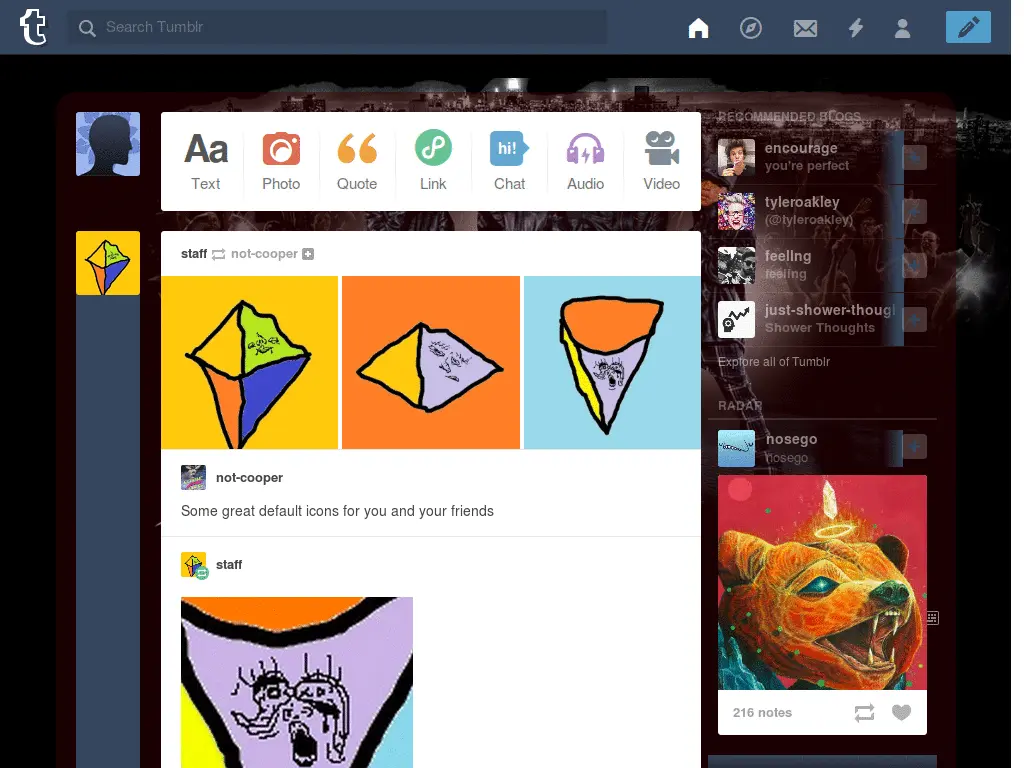 Search Tumblr
Aa
Text
Photo
Quote
Link
hi!
Chat
Audio
Video
staff not-cooper
not-cooper
Some great default icons for you and your friends
staff
RECOMMENDED BLOGS
encourage
you're perfect
tyleroakley
(@tyleroakley)
feeling
feeling
just-shower-thoug
Shower Thoughts
Explore all of Tumblr
RADAR
nosego
nosego
216 notes